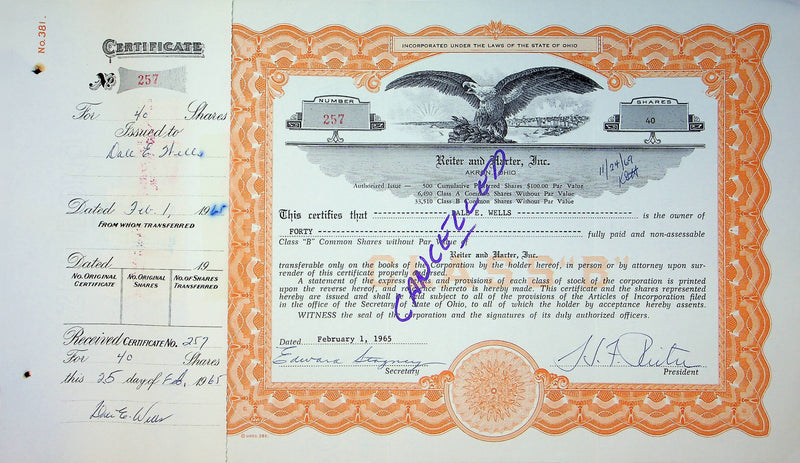 No. 381.
CERTIFICATE
No 257
For 40 Shares
Issued to
Dale E. Wells
Dated Feb. 1, 1965
FROM WHOM TRANSFERRED
Dated 19
NO. ORIGINAL CERTIFICATE
NO. ORIGINAL SHARES
NO. OF SHARES TRANSFERRED
Received CERTIFICATE NO. 257
For 40 Shares
this 25 day of Feb, 1965
Dale E. Wells
INCORPORATED UNDER THE LAWS OF THE STATE OF OHIO
NUMBER
257
SHARES
40
Reiter and Harter, Inc.
AKRON, OHIO
11/24/69
Authorized Issue — 500 Cumulative Preferred Shares $100.00 Par Value
6,490 Class A Common Shares Without Par Value
33,510 Class B Common Shares Without Par Value
CANCELLED
This certifies that DALE E. WELLS is the owner of
FORTY fully paid and non-assessable
Class "B" Common Shares without Par Value of
Reiter and Harter, Inc.
CLASS "B"
transferable only on the books of the Corporation by the holder hereof, in person or by attorney upon sur-
render of this certificate properly endorsed.
A statement of the express terms and provisions of each class of stock of the corporation is printed
upon the reverse hereof, and reference thereto is hereby made. This certificate and the shares represented
hereby are issued and shall be held subject to all of the provisions of the Articles of Incorporation filed
in the office of the Secretary of State of Ohio, to all of which the holder by acceptance hereby assents.
WITNESS the seal of the Corporation and the signatures of its duly authorized officers.
Dated February 1, 1965
Edward
Secretary
H. F. Reiter
President